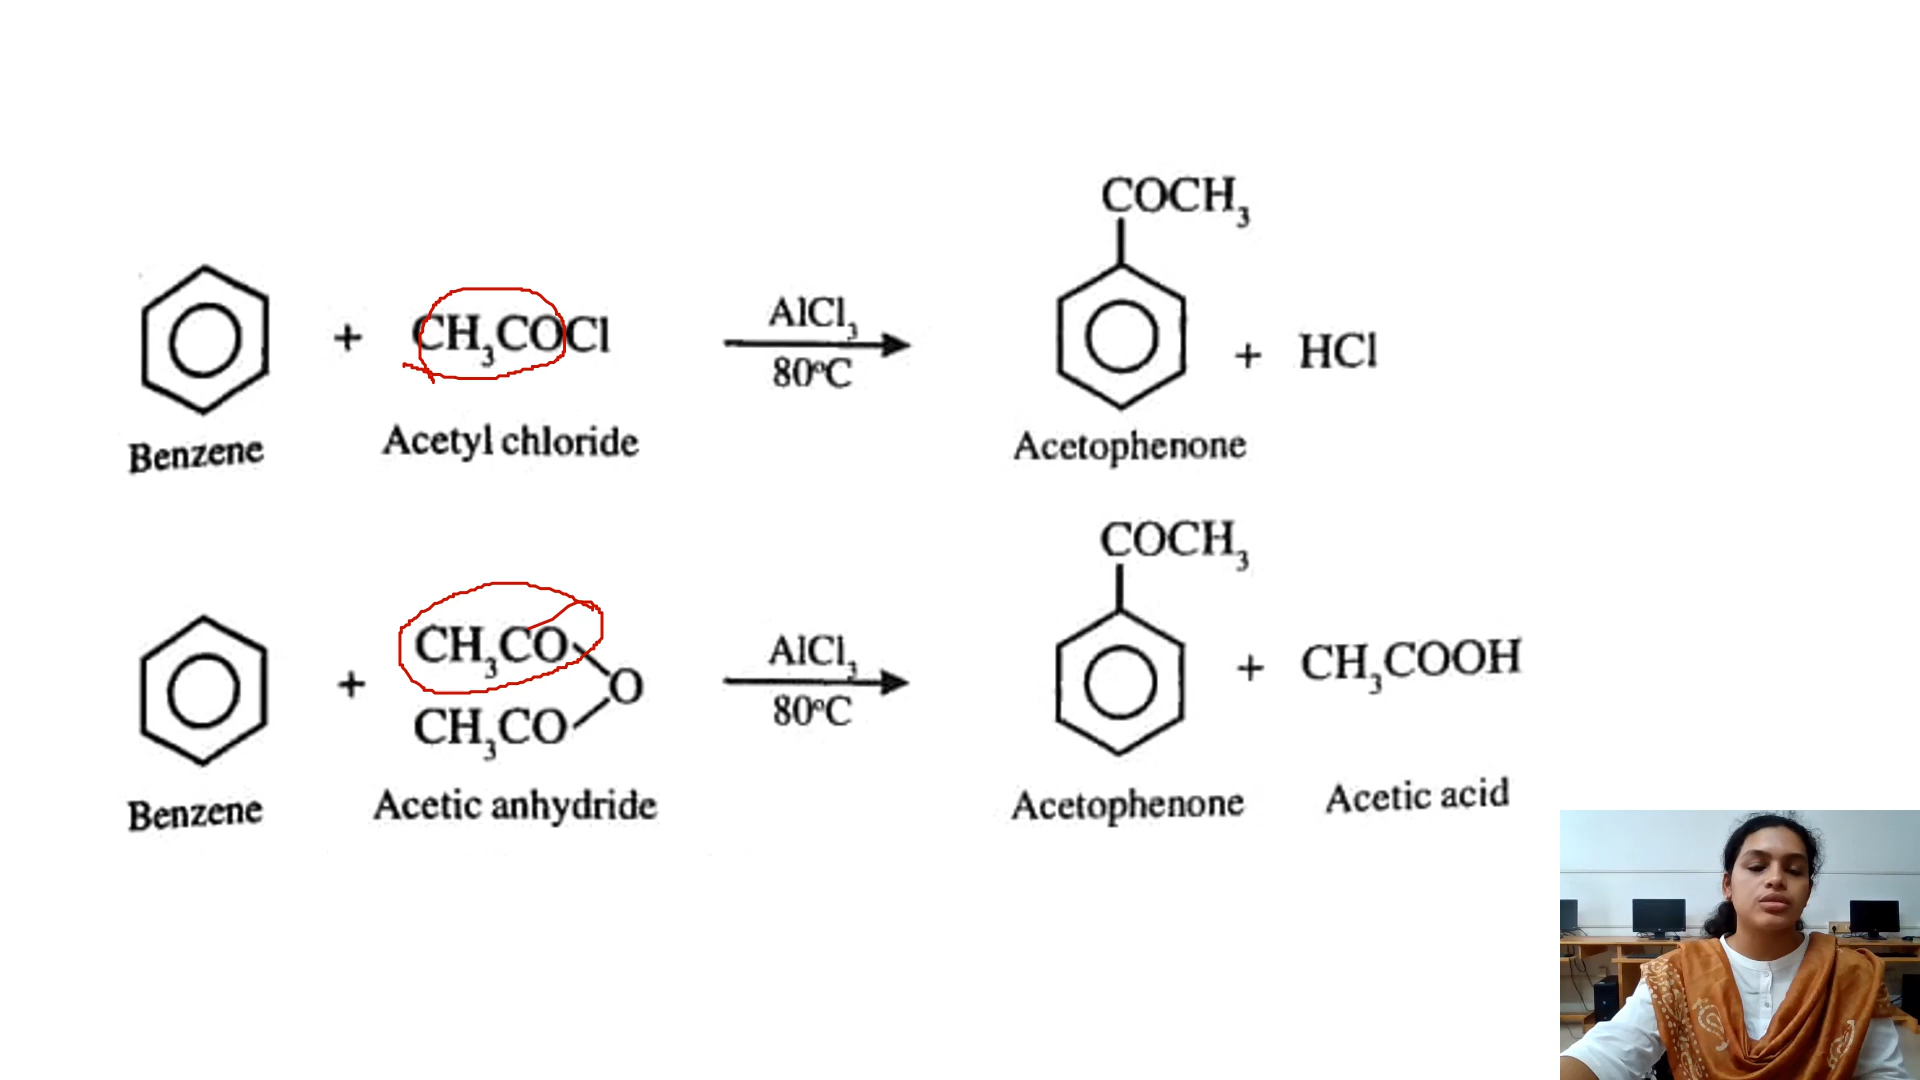 COCH₃
+ CH₃COCl AlCl₃ 80°C + HCl
Benzene Acetyl chloride Acetophenone
COCH₃
+ CH₃CO O CH₃CO AlCl₃ 80°C + CH₃COOH
Benzene Acetic anhydride Acetophenone Acetic acid